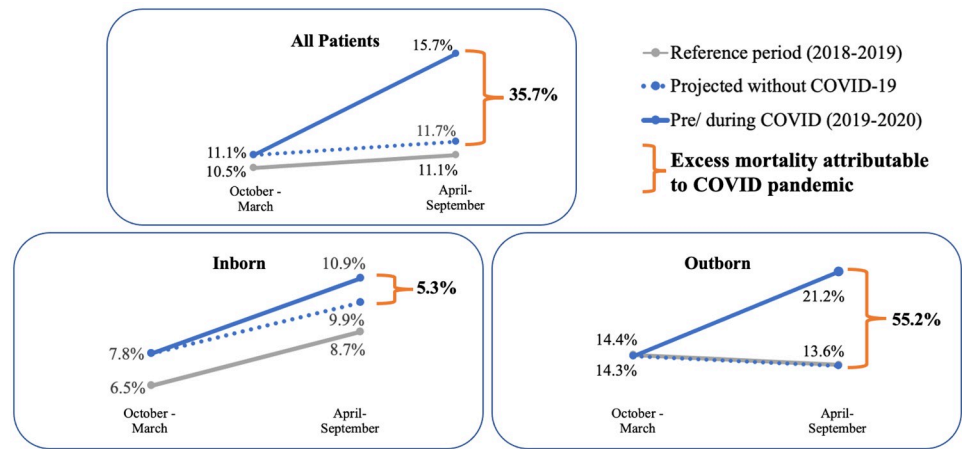 All Patients
15.7%
35.7%
11.7%
11.1%
10.5%
11.1%
October -
March
April-
September
Reference period (2018-2019)
Projected without COVID-19
Pre/ during COVID (2019-2020)
Excess mortality attributable
to COVID pandemic
Inborn
10.9%
5.3%
9.9%
7.8%
8.7%
6.5%
October -
March
April-
September
Outborn
21.2%
55.2%
14.4%
13.6%
14.3%
October -
March
April-
September